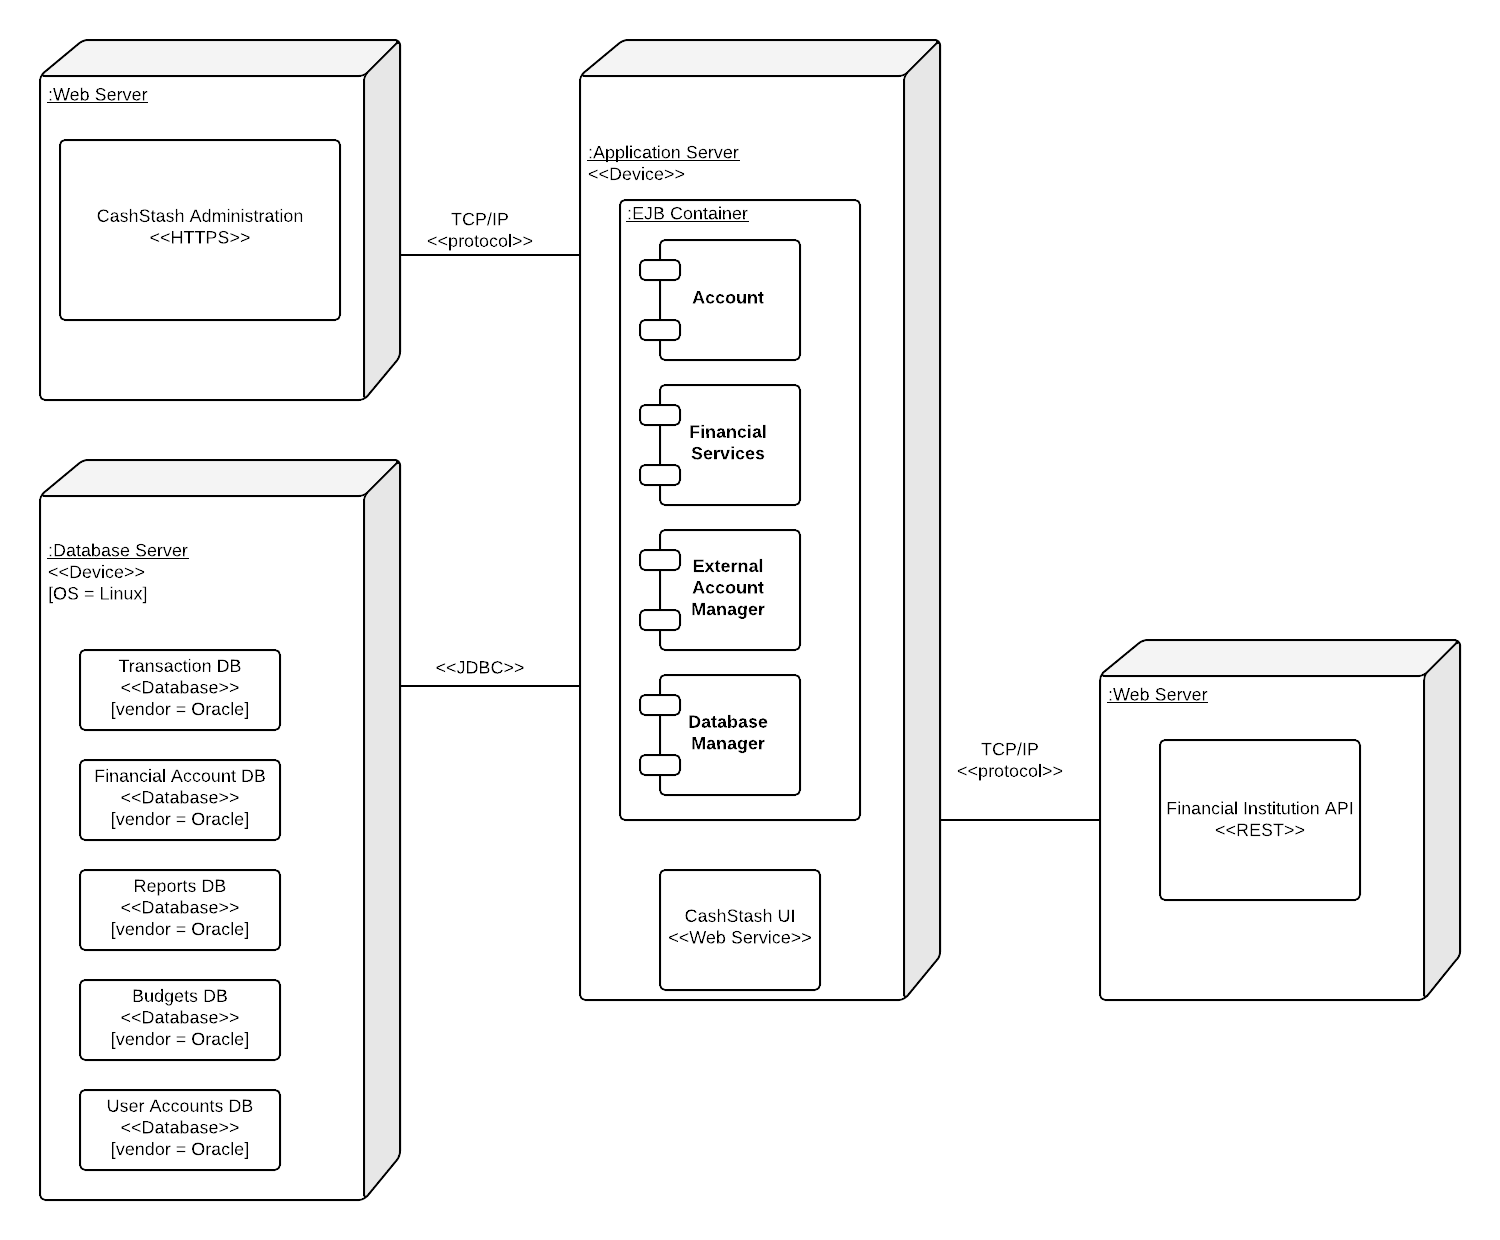 :Web Server
CashStash Administration
<<HTTPS>>
TCP/IP
<<protocol>>
:Application Server
<<Device>>
:EJB Container
Account
Financial
Services
External
Account
Manager
Database
Manager
CashStash UI
<<Web Service>>
:Database Server
<<Device>>
[OS = Linux]
Transaction DB
<<Database>>
[vendor = Oracle]
Financial Account DB
<<Database>>
[vendor = Oracle]
Reports DB
<<Database>>
[vendor = Oracle]
Budgets DB
<<Database>>
[vendor = Oracle]
User Accounts DB
<<Database>>
[vendor = Oracle]
<<JDBC>>
TCP/IP
<<protocol>>
:Web Server
Financial Institution API
<<REST>>